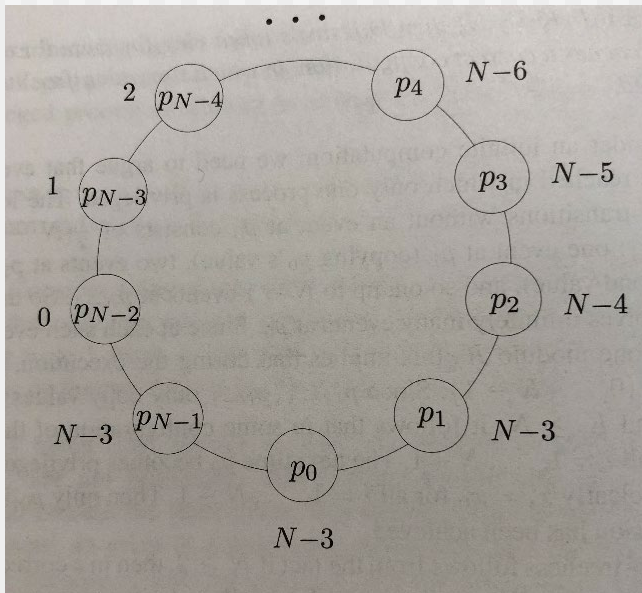 ...
2 p_{N-4} p_4 N-6
1 p_{N-3} p_3 N-5
0 p_{N-2} p_2 N-4
N-3 p_{N-1} p_1 N-3
p_0
N-3